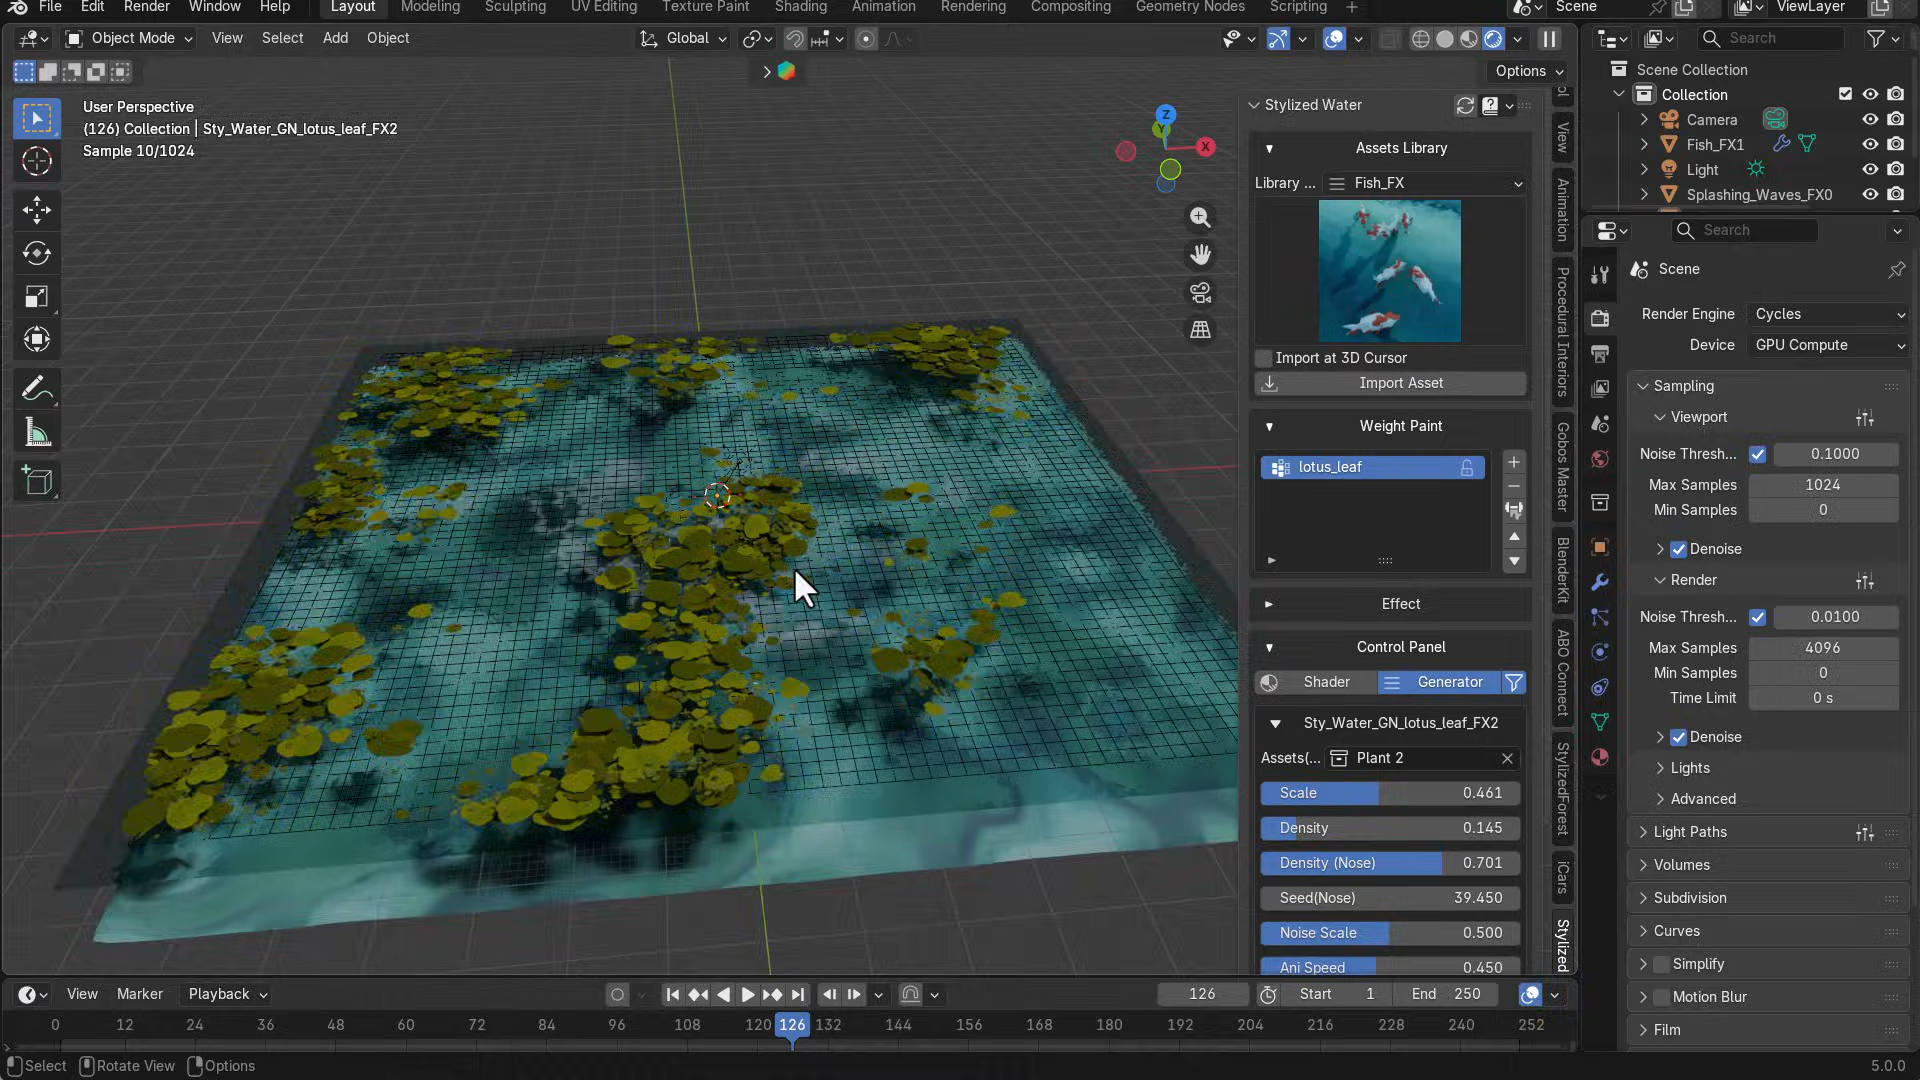 File Edit Render Window Help Layout Modeling Sculpting UV Editing Texture Paint Shading Animation Rendering Compositing Geometry Nodes Scripting + Scene ViewLayer
Object Mode View Select Add Object Global Search
Options
User Perspective
(126) Collection | Sty_Water_GN_lotus_leaf_FX2
Sample 10/1024
Z
X
Stylized Water
Assets Library
Library ... Fish_FX
Import at 3D Cursor
Import Asset
Weight Paint
lotus_leaf
Effect
Control Panel
Shader Generator
Sty_Water_GN_lotus_leaf_FX2
Assets(... Plant 2
Scale 0.461
Density 0.145
Density (Nose) 0.701
Seed(Nose) 39.450
Noise Scale 0.500
Ani Speed 0.450
View
Animation
Procedural Interiors
Gobos Master
BlenderKit
ABO Connect
StylizedForest
iCars
Stylized
Scene Collection
Collection
Camera
Fish_FX1
Light
Splashing_Waves_FX0
Search
Scene
Render Engine Cycles
Device GPU Compute
Sampling
Viewport
Noise Thresh... 0.1000
Max Samples 1024
Min Samples 0
Denoise
Render
Noise Thresh... 0.0100
Max Samples 4096
Min Samples 0
Time Limit 0 s
Denoise
Lights
Advanced
Light Paths
Volumes
Subdivision
Curves
Simplify
Motion Blur
Film
View Marker Playback 126 Start 1 End 250
0 12 24 36 48 60 72 84 96 108 120 126 132 144 156 168 180 192 204 216 228 240 252
Select Rotate View Options 5.0.0